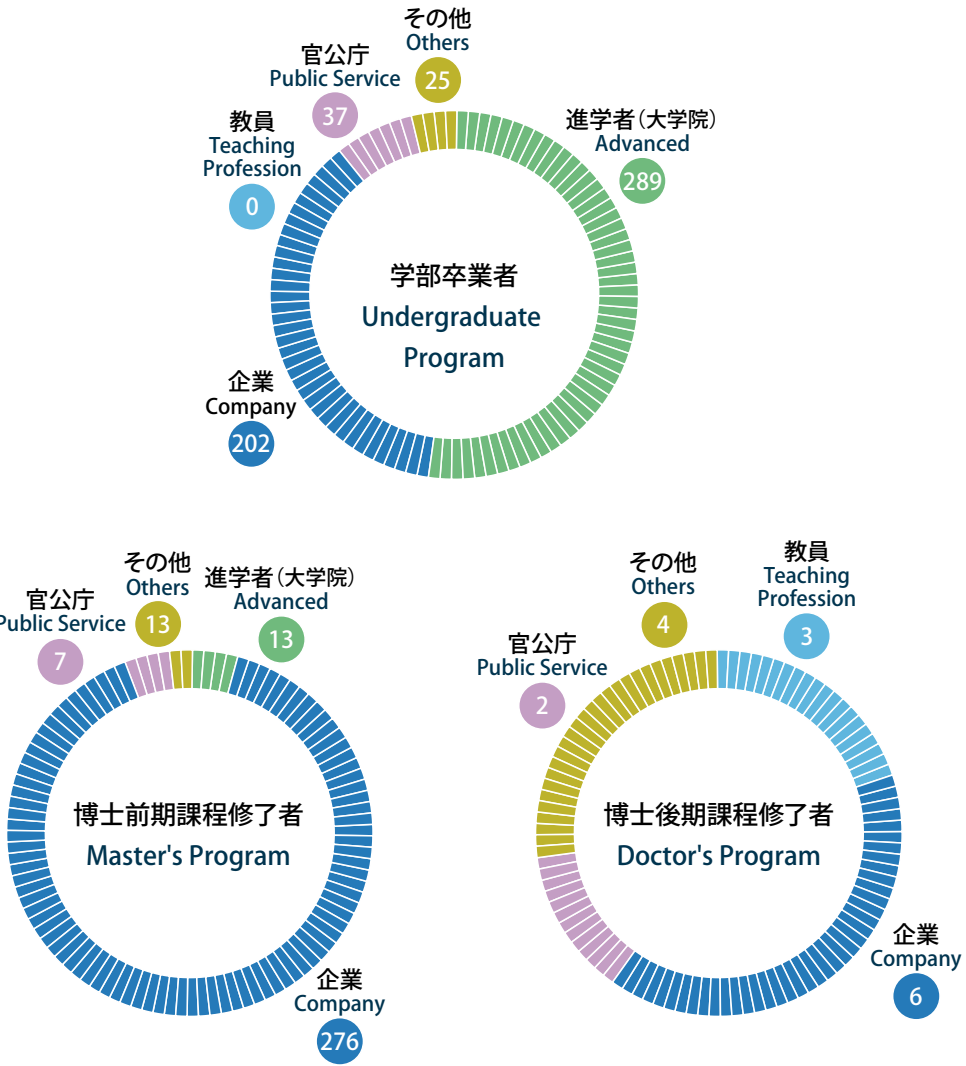 その他
Others
25
官公庁
Public Service
37
教員
Teaching
Profession
0
進学者（大学院）
Advanced
289
学部卒業者
Undergraduate
Program
企業
Company
202
その他
Others
13
進学者（大学院）
Advanced
13
官公庁
Public Service
7
博士前期課程修了者
Master's Program
企業
Company
276
教員
Teaching
Profession
3
その他
Others
4
官公庁
Public Service
2
博士後期課程修了者
Doctor's Program
企業
Company
6